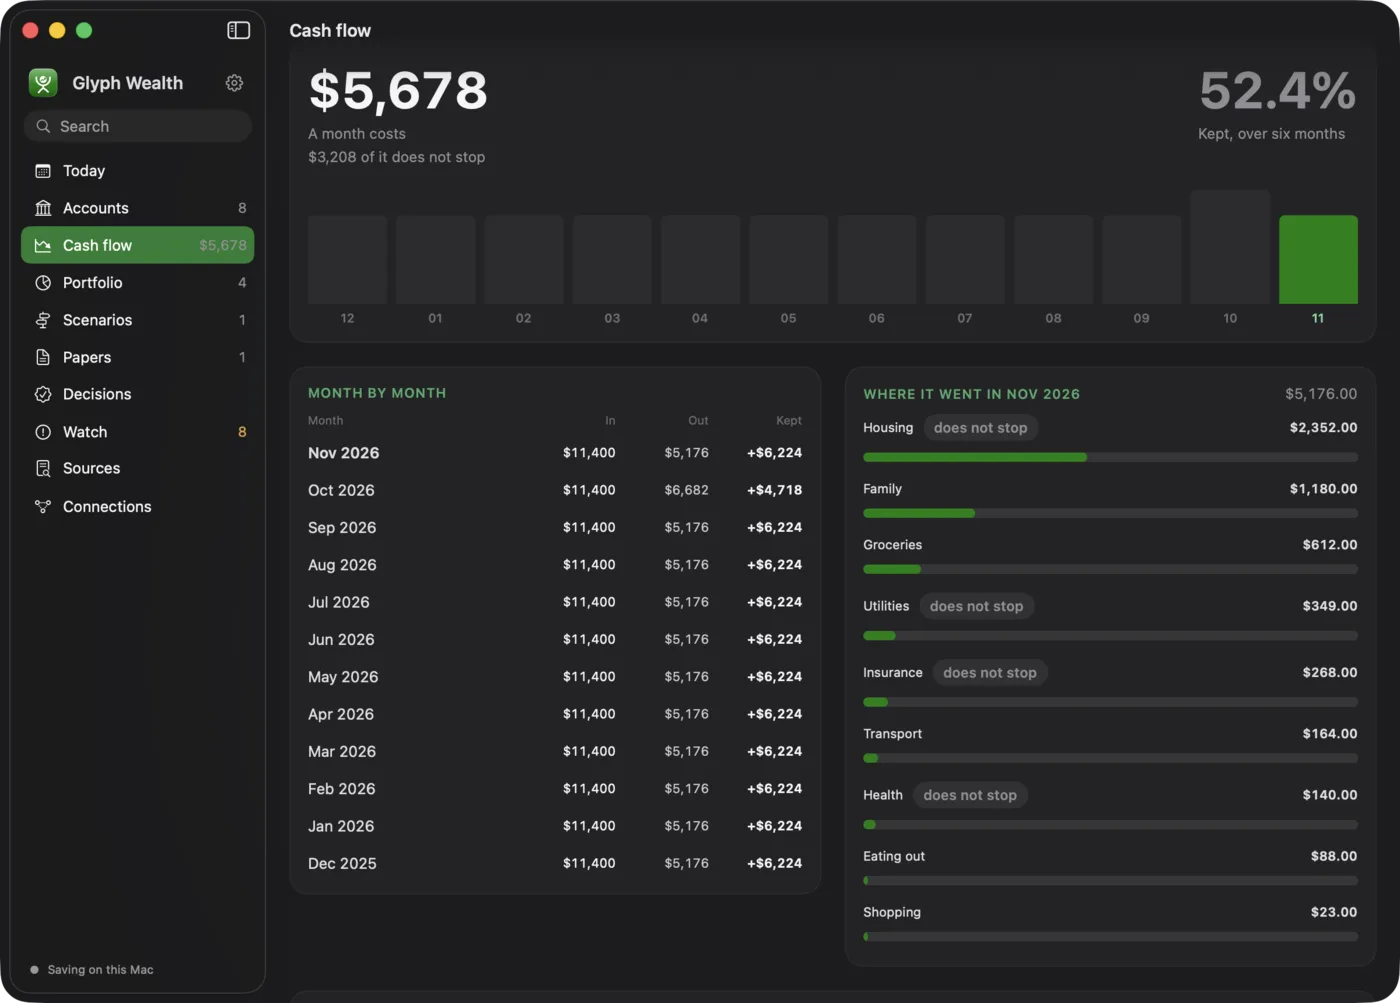 Cash flow
Glyph Wealth
Search
Today
Accounts 8
Cash flow $5,678
Portfolio 4
Scenarios 1
Papers 1
Decisions
Watch 8
Sources
Connections
Saving on this Mac
$5,678
A month costs
$3,208 of it does not stop
52.4%
Kept, over six months
12 01 02 03 04 05 06 07 08 09 10 11
MONTH BY MONTH
Month In Out Kept
Nov 2026 $11,400 $5,176 +$6,224
Oct 2026 $11,400 $6,682 +$4,718
Sep 2026 $11,400 $5,176 +$6,224
Aug 2026 $11,400 $5,176 +$6,224
Jul 2026 $11,400 $5,176 +$6,224
Jun 2026 $11,400 $5,176 +$6,224
May 2026 $11,400 $5,176 +$6,224
Apr 2026 $11,400 $5,176 +$6,224
Mar 2026 $11,400 $5,176 +$6,224
Feb 2026 $11,400 $5,176 +$6,224
Jan 2026 $11,400 $5,176 +$6,224
Dec 2025 $11,400 $5,176 +$6,224
WHERE IT WENT IN NOV 2026 $5,176.00
Housing does not stop $2,352.00
Family $1,180.00
Groceries $612.00
Utilities does not stop $349.00
Insurance does not stop $268.00
Transport $164.00
Health does not stop $140.00
Eating out $88.00
Shopping $23.00